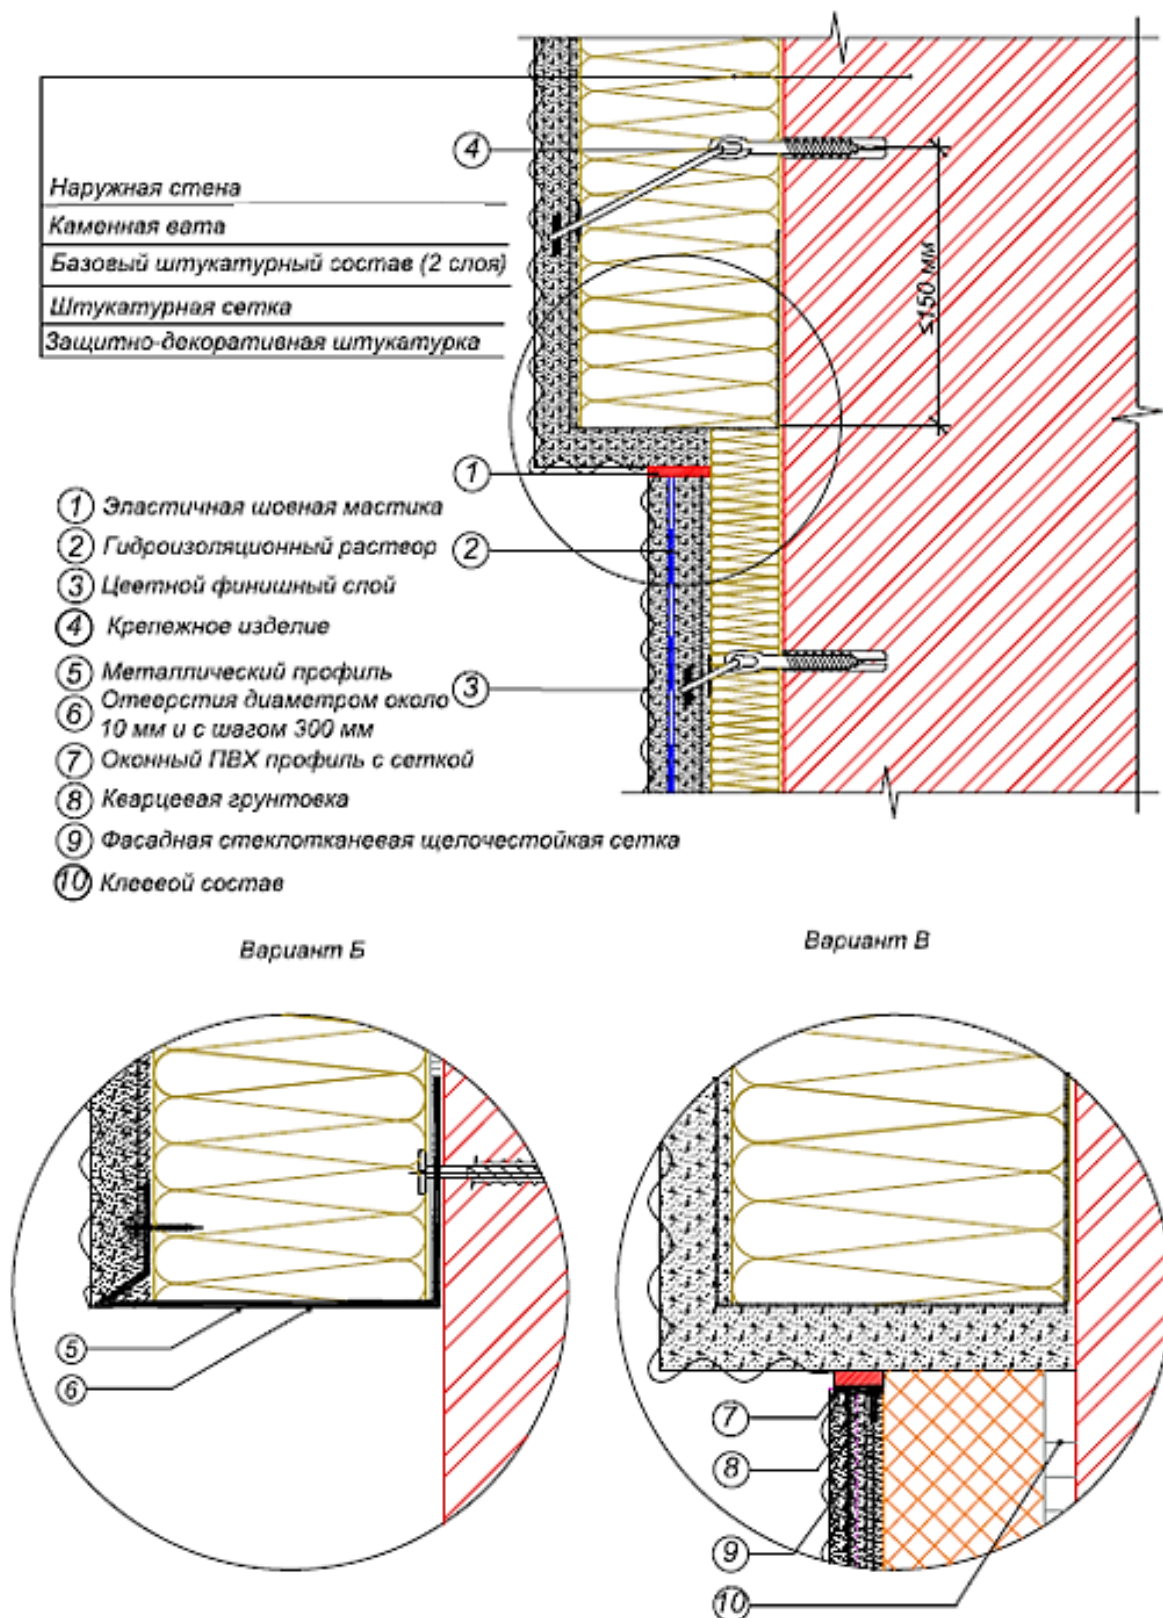 4
Наружная стена
Каменная вата
Базовый штукатурный состав (2 слоя)
Штукатурная сетка
Защитно-декоративная штукатурка
≤150 мм
1
1 Эластичная шовная мастика
2 Гидроизоляционный раствор
2
3 Цветной финишный слой
4 Крепежное изделие
5 Металлический профиль
6 Отверстия диаметром около
10 мм и с шагом 300 мм
3
7 Оконный ПВХ профиль с сеткой
8 Кварцевая грунтовка
9 Фасадная стеклотканевая щелочестойкая сетка
10 Клеевой состав
Вариант Б
Вариант В
5
6
7
8
9
10